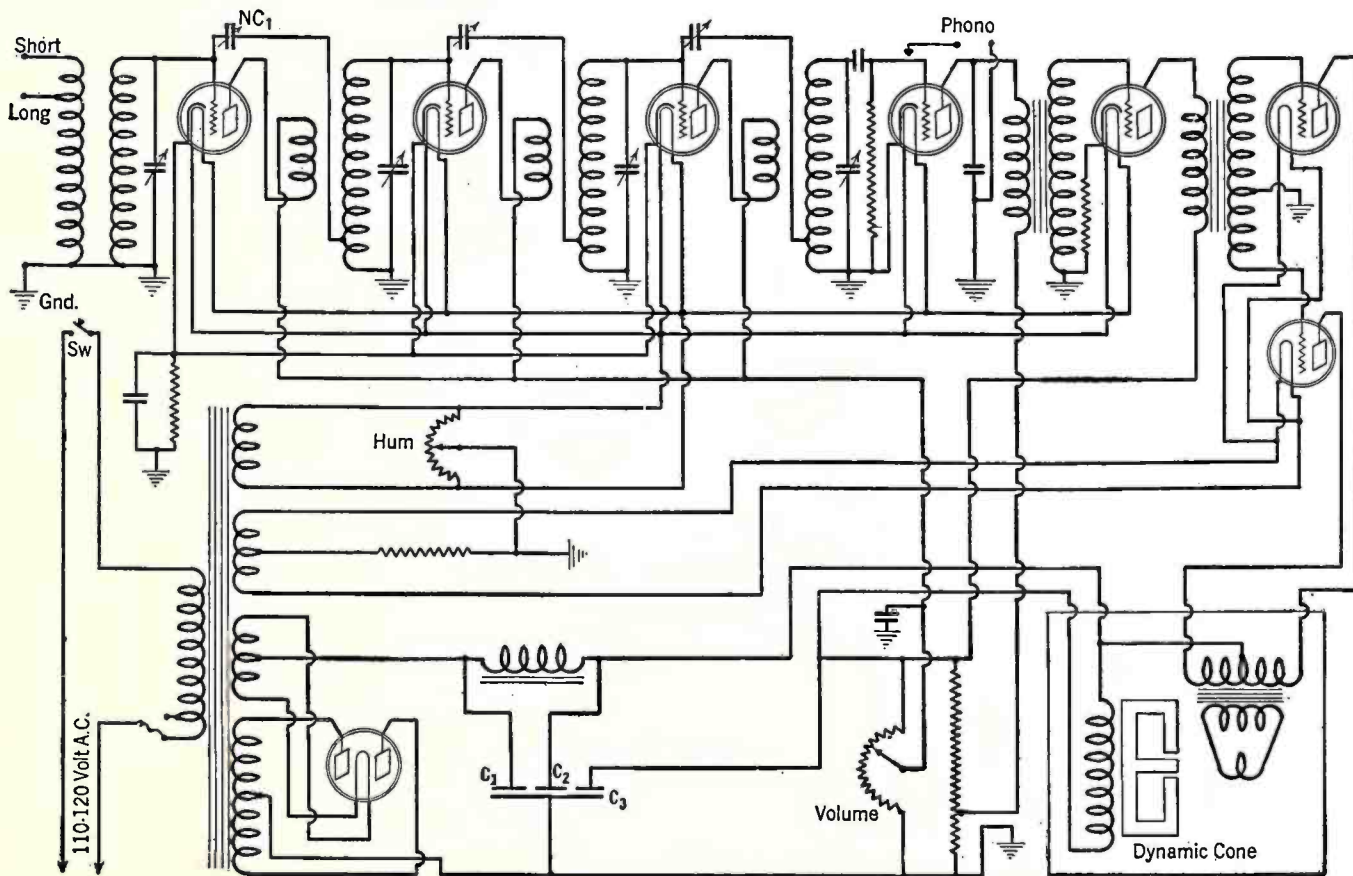 NC1
Phono
Short
Long
Gnd.
Sw
Hum
110-120 Volt A.C.
C1
C2
C3
Volume
Dynamic Cone